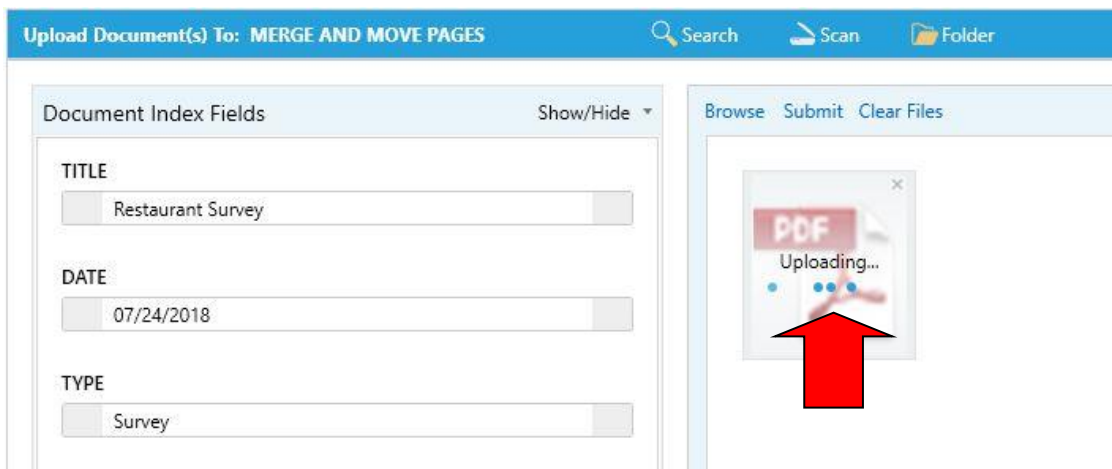 Upload Document(s) To: MERGE AND MOVE PAGES Search Scan Folder
Document Index Fields Show/Hide
TITLE
Restaurant Survey
DATE
07/24/2018
TYPE
Survey
Browse Submit Clear Files
PDF
Uploading...